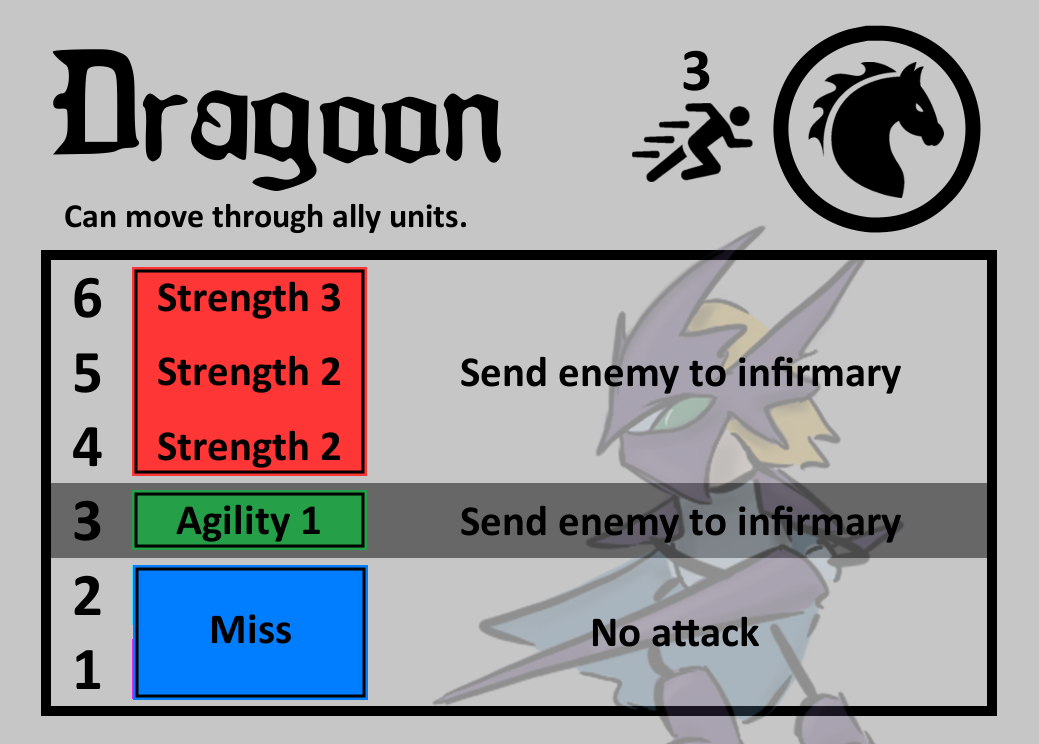 Dragoon
3
Can move through ally units.
6 Strength 3
5 Strength 2 Send enemy to infirmary
4 Strength 2
3 Agility 1 Send enemy to infirmary
2
Miss No attack
1